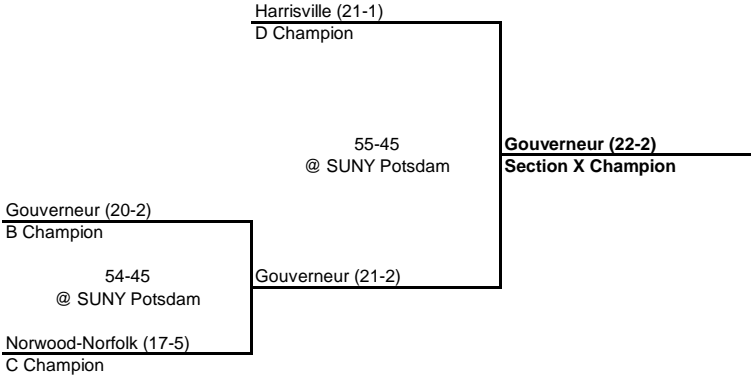 Harrisville (21-1)
D Champion
55-45
@ SUNY Potsdam
Gouverneur (22-2)
Section X Champion
Gouverneur (20-2)
B Champion
54-45
@ SUNY Potsdam
Gouverneur (21-2)
Norwood-Norfolk (17-5)
C Champion